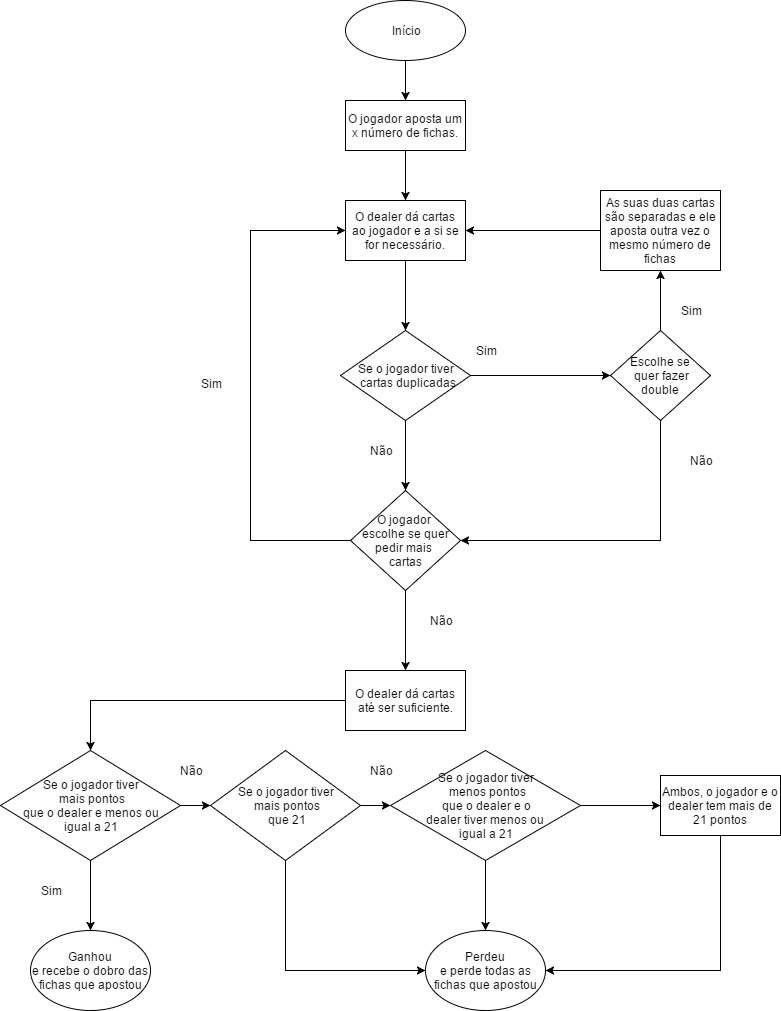 Início
O jogador aposta um
x número de fichas.
O dealer dá cartas
ao jogador e a si se
for necessário.
As suas duas cartas
são separadas e ele
aposta outra vez o
mesmo número de
fichas
Sim
Se o jogador tiver
cartas duplicadas
Sim
Escolhe se
quer fazer
double
Sim
Não
Não
O jogador
escolhe se quer
pedir mais
cartas
Não
O dealer dá cartas
até ser suficiente.
Se o jogador tiver
mais pontos
que o dealer e menos ou
igual a 21
Não
Se o jogador tiver
mais pontos
que 21
Não
Se o jogador tiver
menos pontos
que o dealer e o
dealer tiver menos ou
igual a 21
Ambos, o jogador e o
dealer tem mais de
21 pontos
Sim
Ganhou
e recebe o dobro das
fichas que apostou
Perdeu
e perde todas as
fichas que apostou